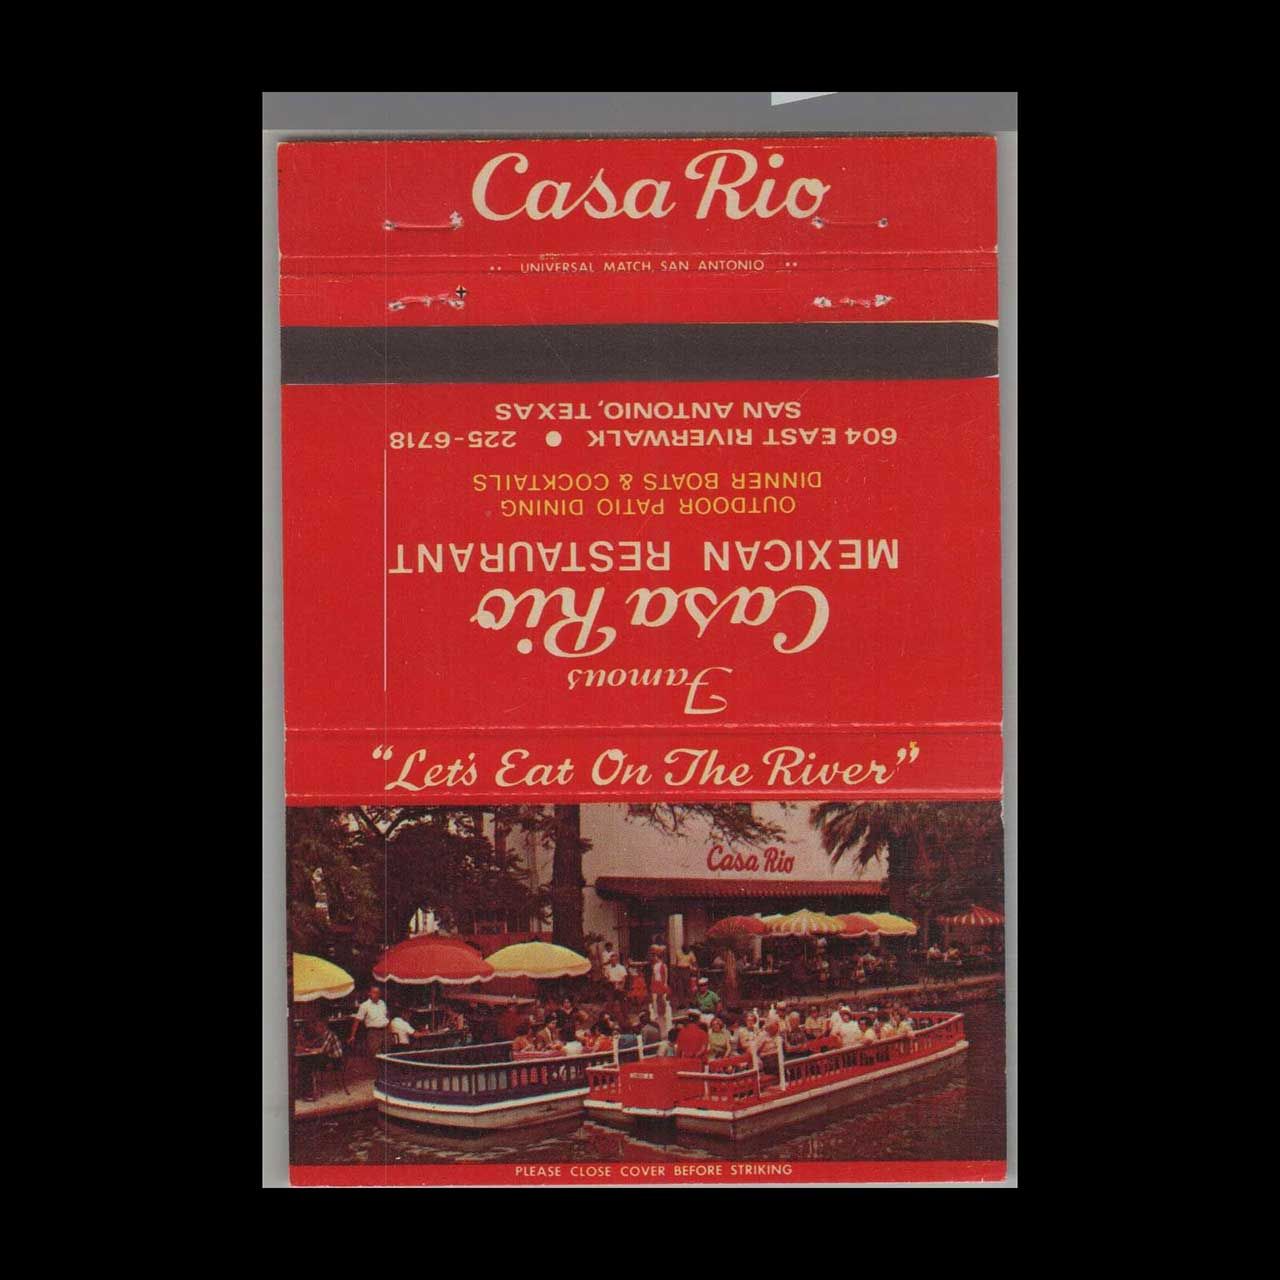 Casa Rio
UNIVERSAL MATCH, SAN ANTONIO
Famous
Casa Rio
MEXICAN RESTAURANT
OUTDOOR PATIO DINING
DINNER BOATS & COCKTAILS
604 EAST RIVERWALK • 225-6718
SAN ANTONIO, TEXAS
“Let's Eat On The River”
Casa Rio
PLEASE CLOSE COVER BEFORE STRIKING